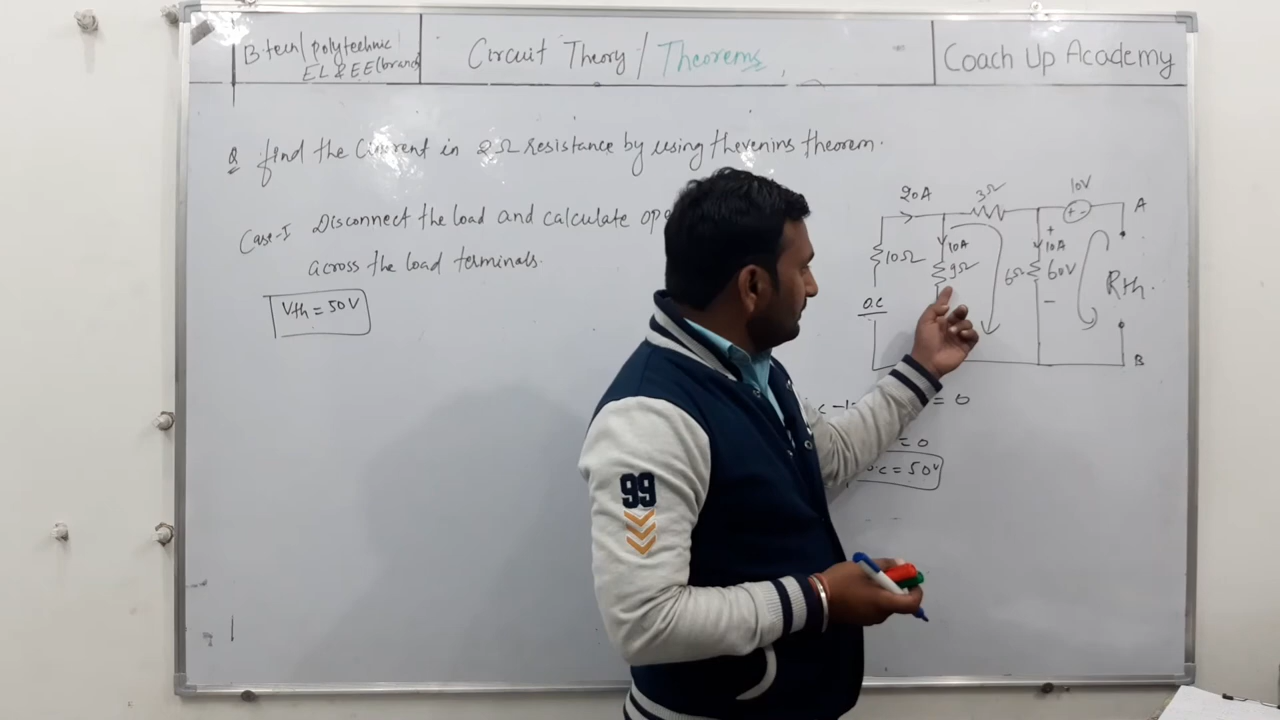 B.tech/polytechnic
EL & EE(branch
Circuit Theory/Theorems
Coach Up Academy
Q find the Current in 2Ω resistance by using thevenins theorem.
Case-I Disconnect the load and calculate
across the load terminals.
Vth = 50V
20A
3Ω
10V
A
10Ω
10A
9Ω
+
10A
6Ω
60V
-
Rth.
o.c
B
= 0
= 0
= 50V
99